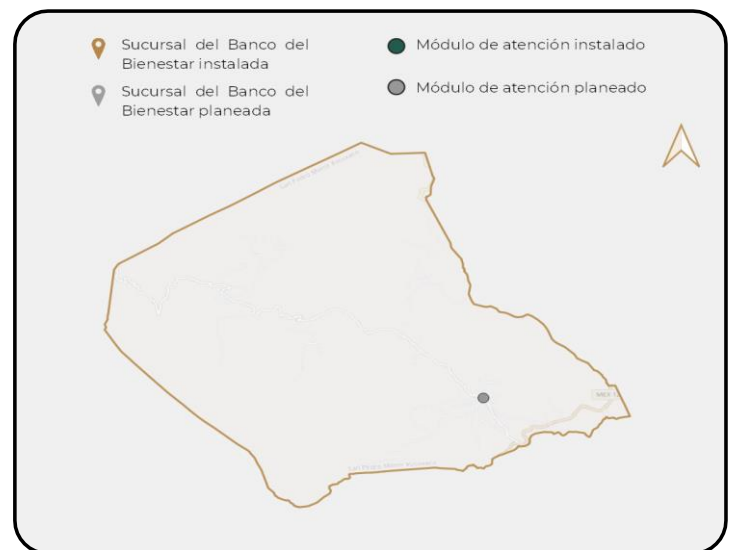 Sucursal del Banco del
Bienestar instalada
Sucursal del Banco del
Bienestar planeada
Módulo de atención instalado
Módulo de atención planeado